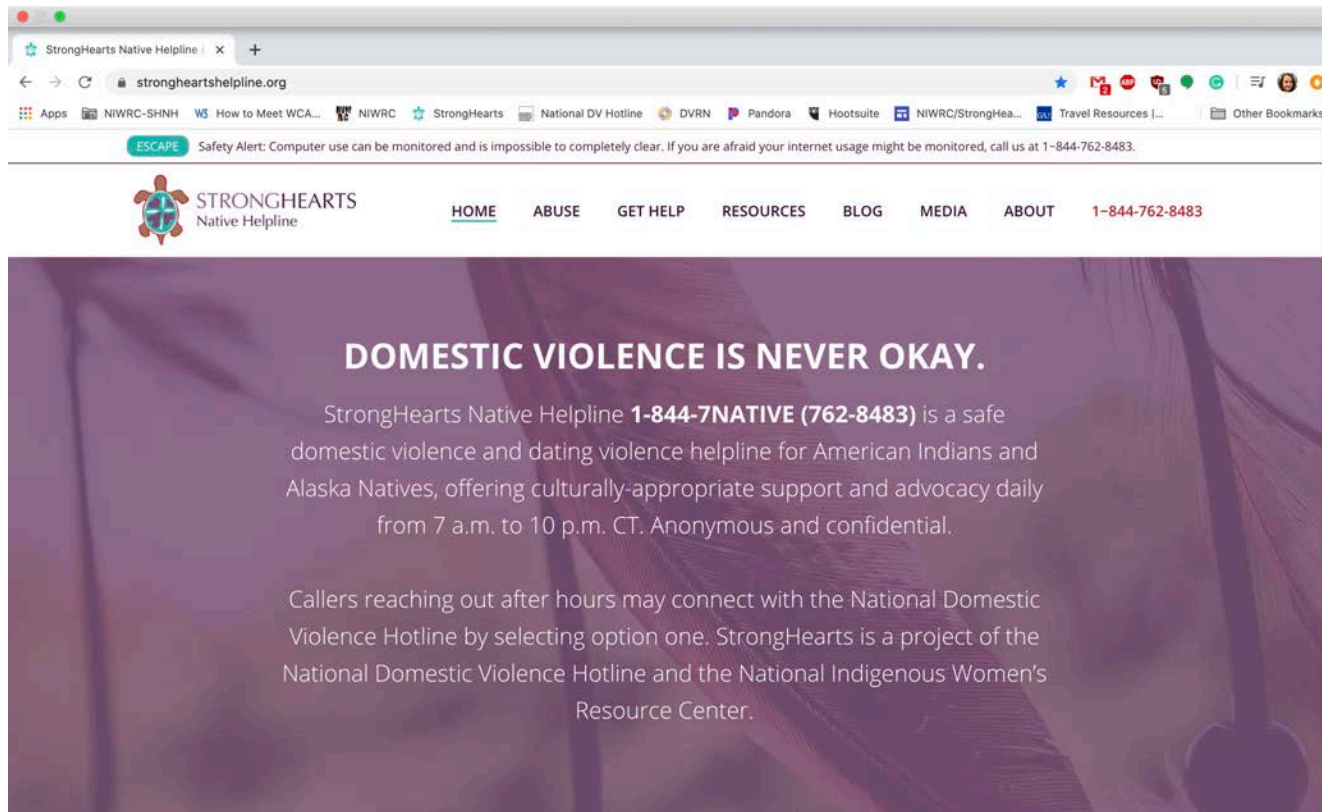 StrongHearts Native Helpline
strongheartshelpline.org
2
5
Apps NIWRC-SHNH How to Meet WCA... NIWRC StrongHearts National DV Hotline DVRN Pandora Hootsuite NIWRC/StrongHea... Travel Resources |... Other Bookmarks
ESCAPE Safety Alert: Computer use can be monitored and is impossible to completely clear. If you are afraid your internet usage might be monitored, call us at 1-844-762-8483.
STRONGHEARTS
Native Helpline
HOME ABUSE GET HELP RESOURCES BLOG MEDIA ABOUT 1-844-762-8483
DOMESTIC VIOLENCE IS NEVER OKAY.
StrongHearts Native Helpline 1-844-7NATIVE (762-8483) is a safe
domestic violence and dating violence helpline for American Indians and
Alaska Natives, offering culturally-appropriate support and advocacy daily
from 7 a.m. to 10 p.m. CT. Anonymous and confidential.
Callers reaching out after hours may connect with the National Domestic
Violence Hotline by selecting option one. StrongHearts is a project of the
National Domestic Violence Hotline and the National Indigenous Women's
Resource Center.